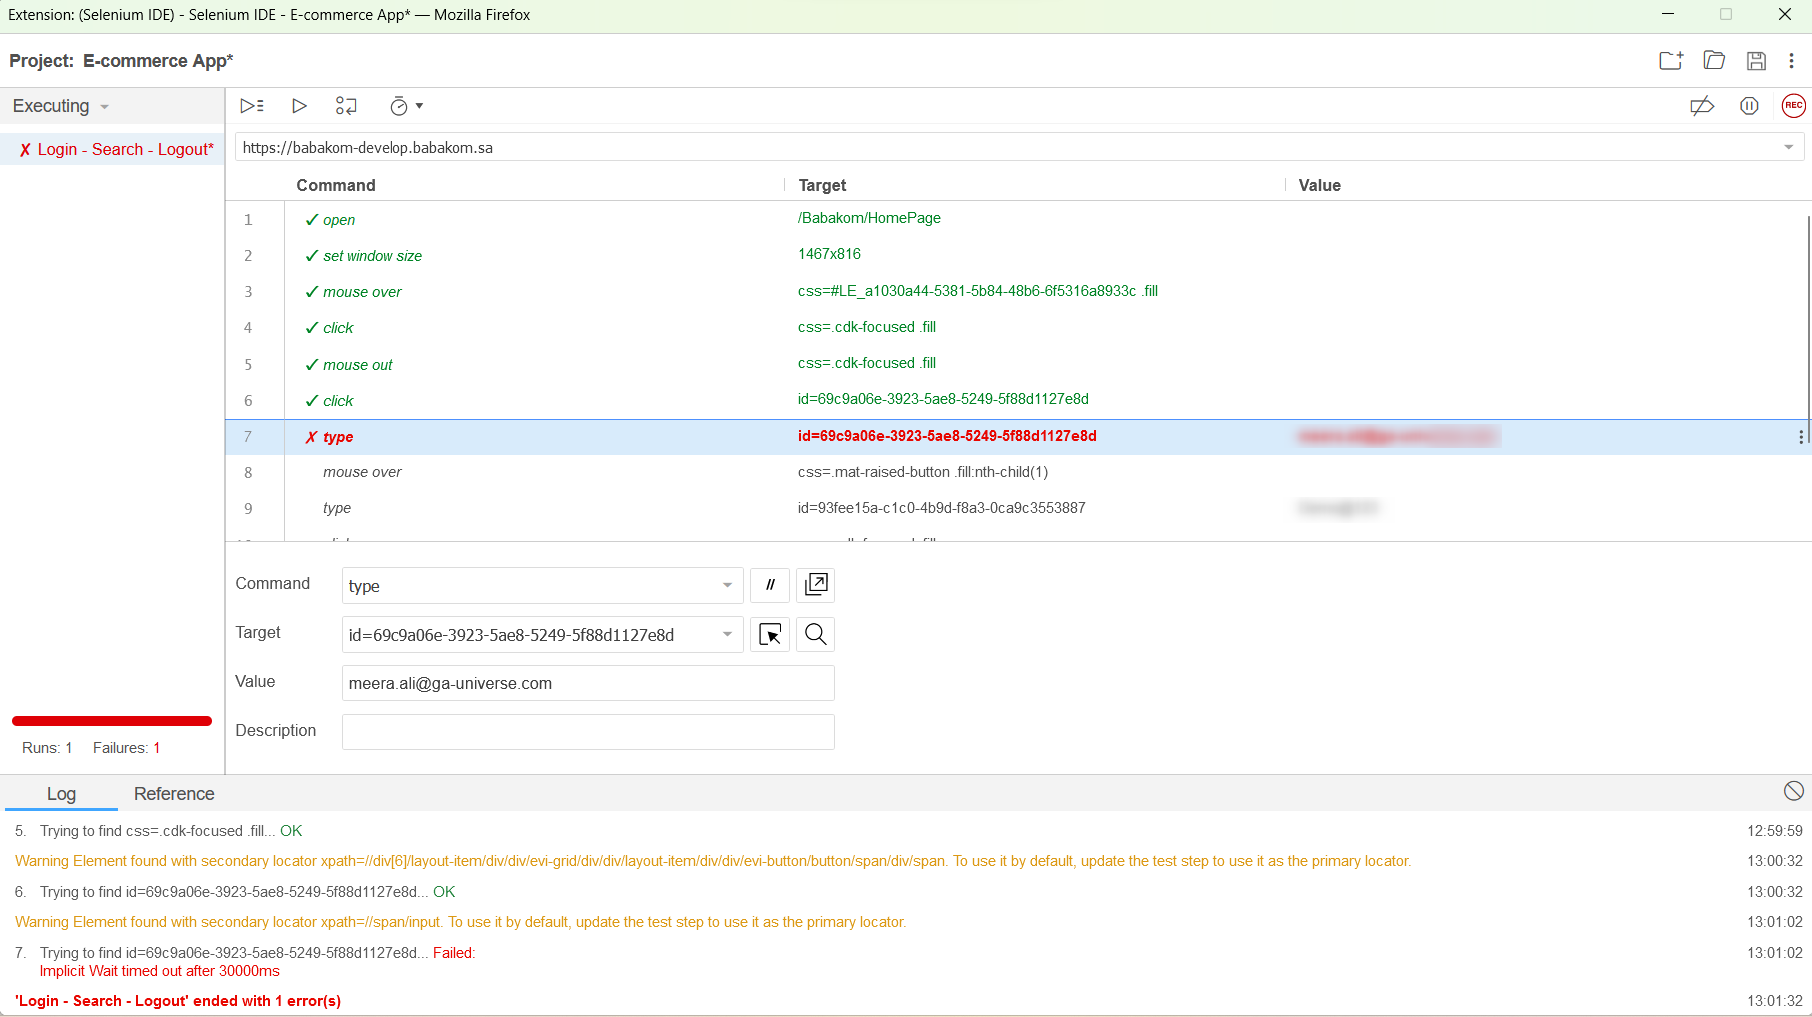 Extension: (Selenium IDE) - Selenium IDE - E-commerce App* — Mozilla Firefox
Project: E-commerce App*
Executing
REC
✗ Login - Search - Logout*
https://babakom-develop.babakom.sa
Command Target Value
1 ✓ open /Babakom/HomePage
2 ✓ set window size 1467x816
3 ✓ mouse over css=#LE_a1030a44-5381-5b84-48b6-6f5316a8933c .fill
4 ✓ click css=.cdk-focused .fill
5 ✓ mouse out css=.cdk-focused .fill
6 ✓ click id=69c9a06e-3923-5ae8-5249-5f88d1127e8d
7 ✗ type id=69c9a06e-3923-5ae8-5249-5f88d1127e8d
8 mouse over css=.mat-raised-button .fill:nth-child(1)
9 type id=93fee15a-c1c0-4b9d-f8a3-0ca9c3553887
Command type //
Target id=69c9a06e-3923-5ae8-5249-5f88d1127e8d
Value meera.ali@ga-universe.com
Description
Runs: 1 Failures: 1
Log Reference
5. Trying to find css=.cdk-focused .fill... OK 12:59:59
Warning Element found with secondary locator xpath=//div[6]/layout-item/div/div/evi-grid/div/div/layout-item/div/div/evi-button/button/span/div/span. To use it by default, update the test step to use it as the primary locator. 13:00:32
6. Trying to find id=69c9a06e-3923-5ae8-5249-5f88d1127e8d... OK 13:00:32
Warning Element found with secondary locator xpath=//span/input. To use it by default, update the test step to use it as the primary locator. 13:01:02
7. Trying to find id=69c9a06e-3923-5ae8-5249-5f88d1127e8d... Failed: 13:01:02
Implicit Wait timed out after 30000ms
'Login - Search - Logout' ended with 1 error(s) 13:01:32